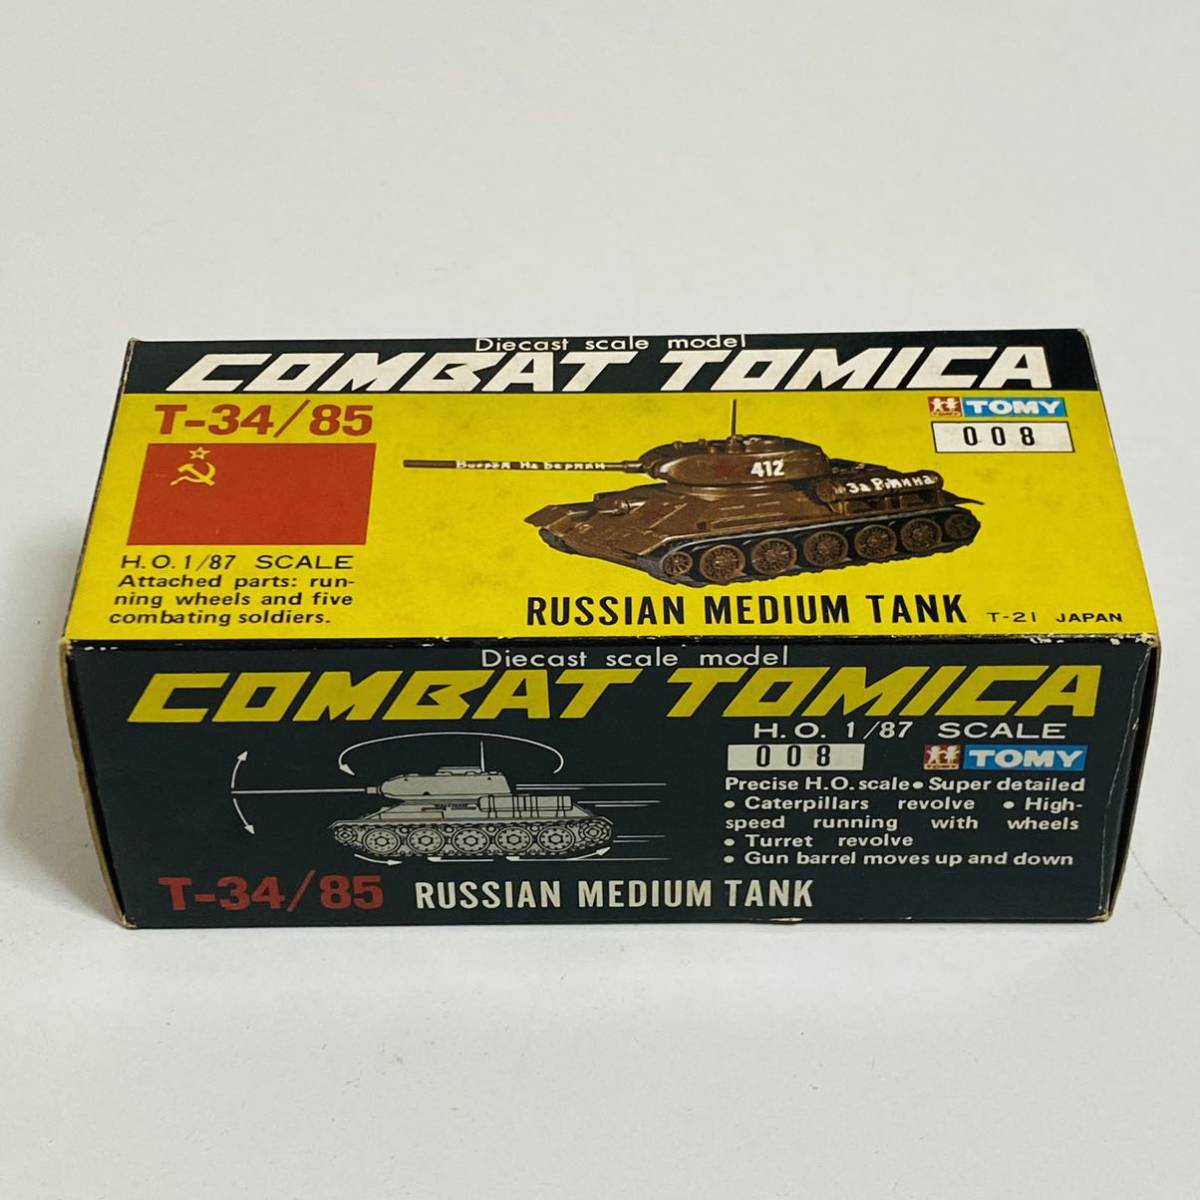 Diecast scale model
COMBAT TOMICA
T-34/85
TOMY
008
412
H.O. 1/87 SCALE
Attached parts: run-
ning wheels and five
combating soldiers.
RUSSIAN MEDIUM TANK
T-21 JAPAN
Diecast scale model
COMBAT TOMICA
H.O. 1/87 SCALE
008
TOMY
Precise H.O. scale • Super detailed
• Caterpillars revolve • High-
speed running with wheels
• Turret revolve
• Gun barrel moves up and down
T-34/85 RUSSIAN MEDIUM TANK